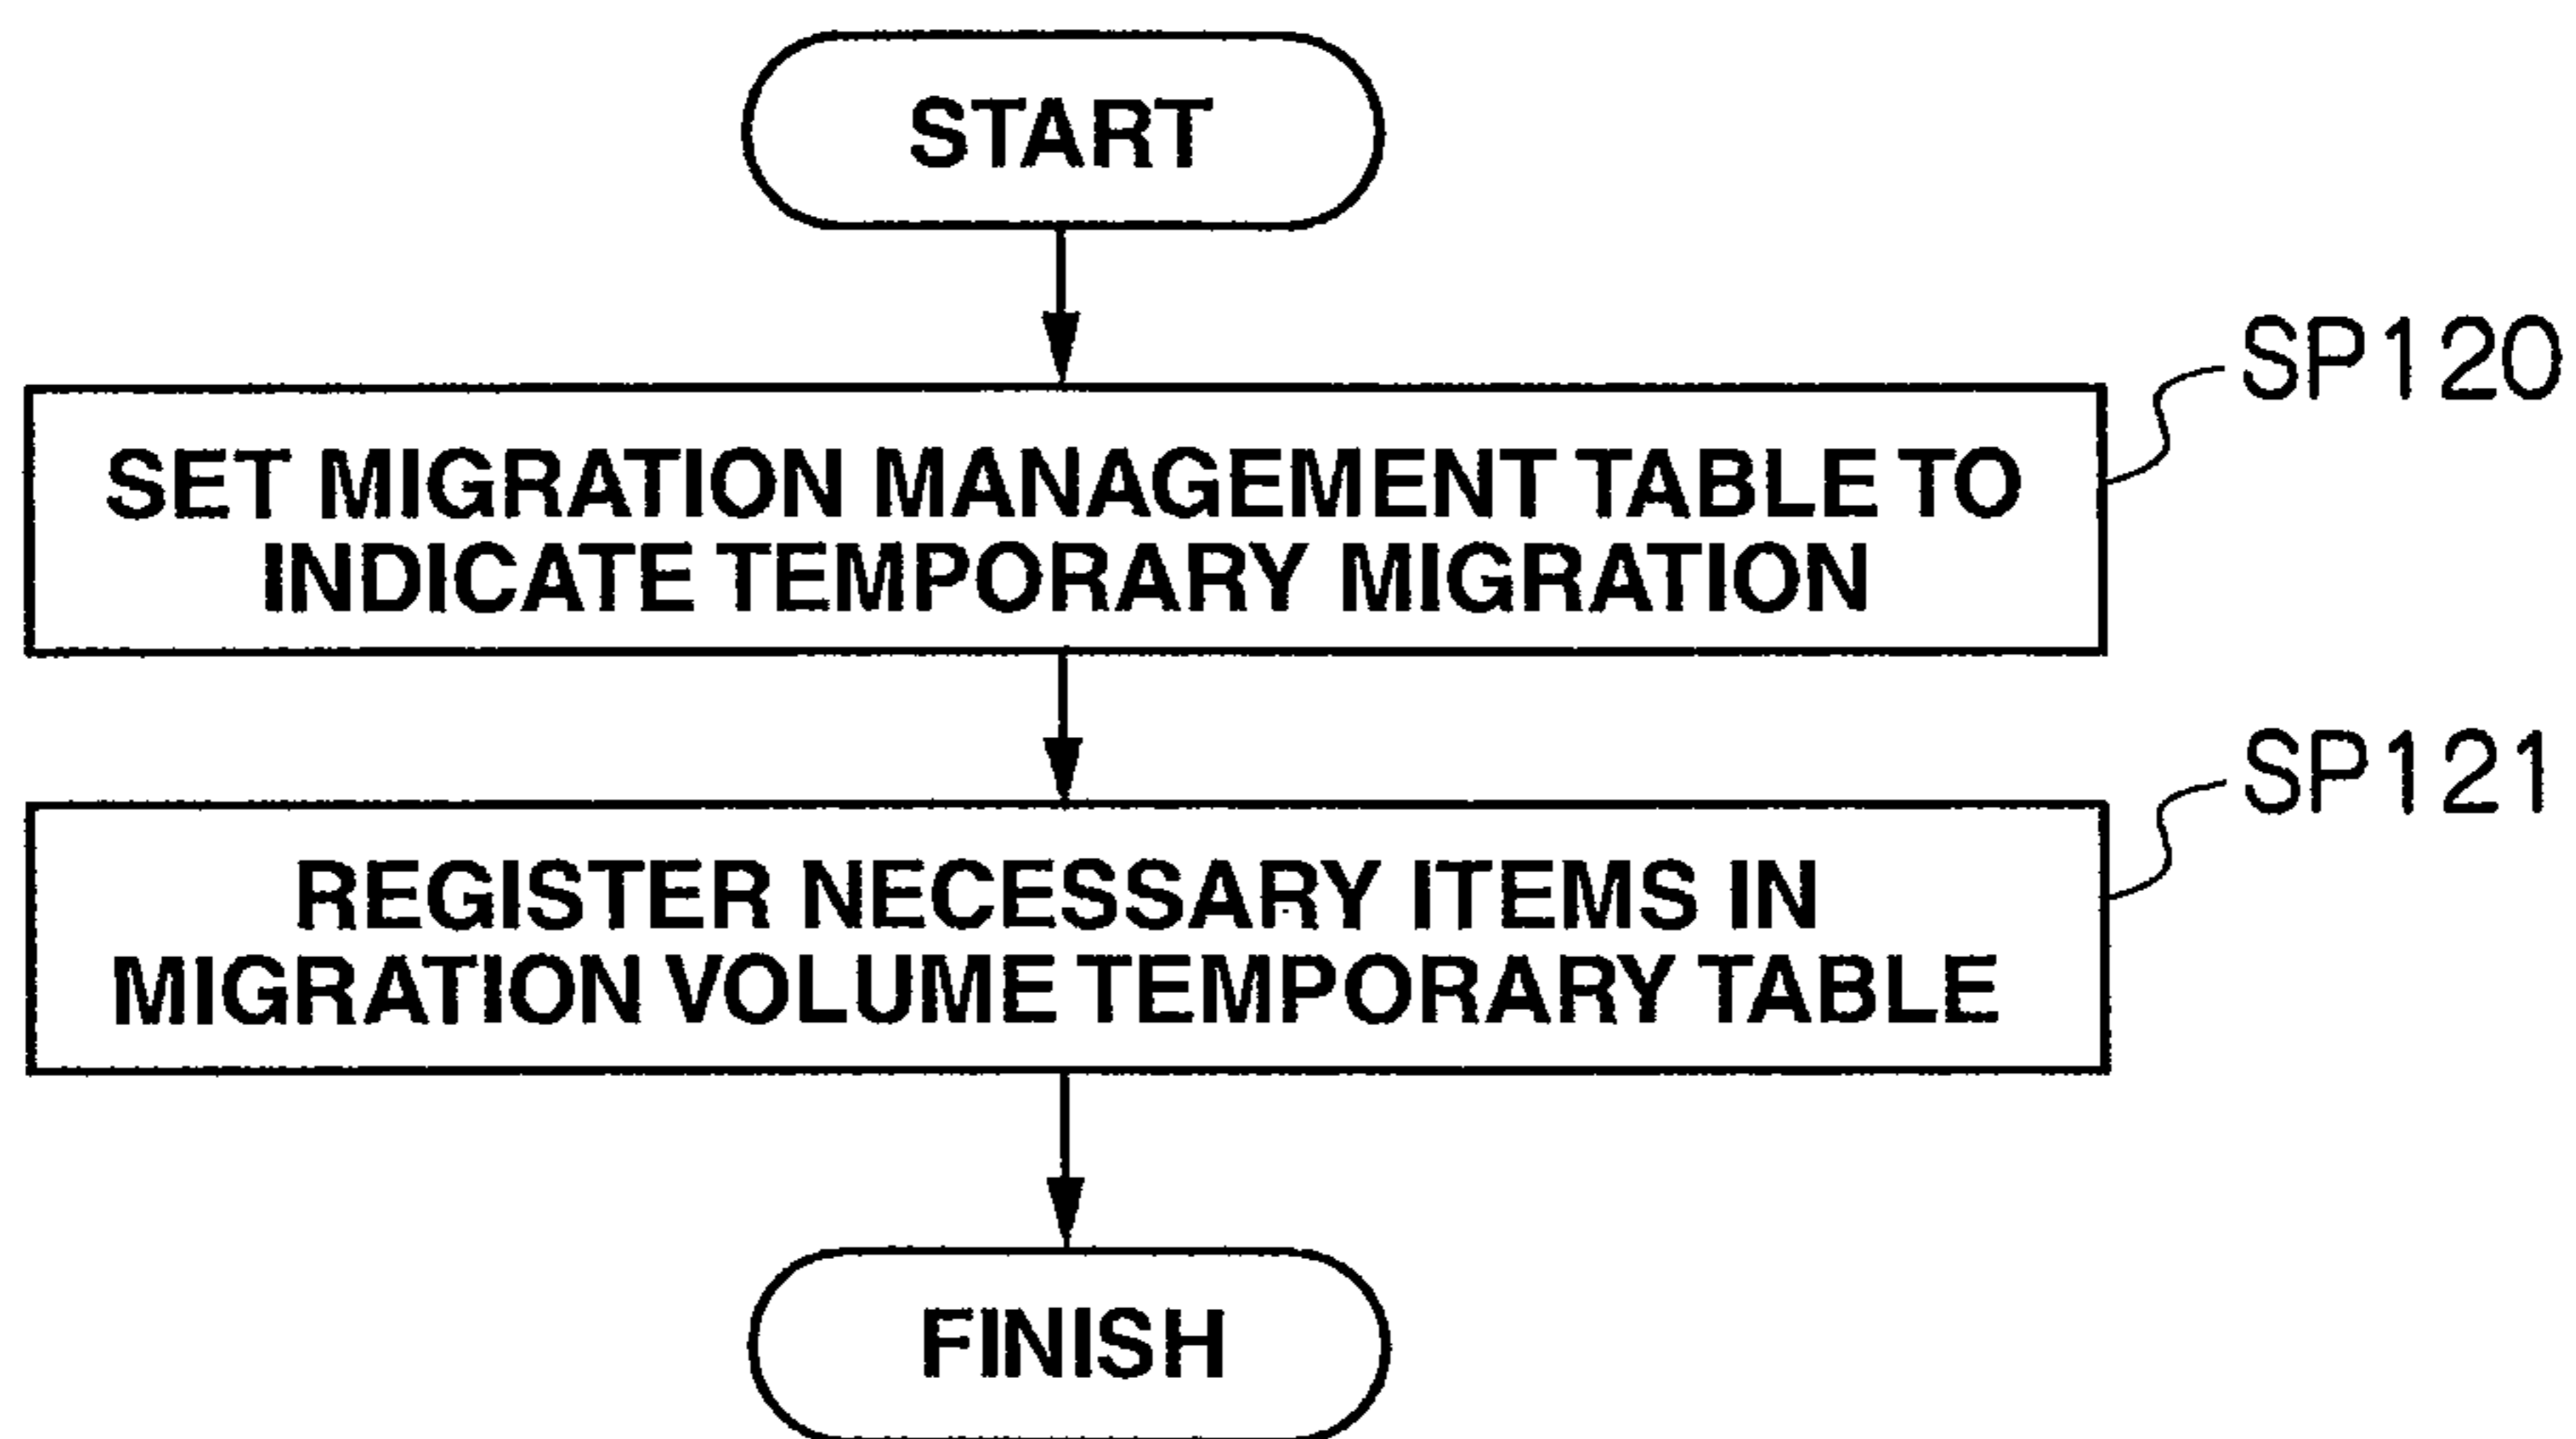 START
SP120
SET MIGRATION MANAGEMENT TABLE TO
INDICATE TEMPORARY MIGRATION
SP121
REGISTER NECESSARY ITEMS IN
MIGRATION VOLUME TEMPORARY TABLE
FINISH